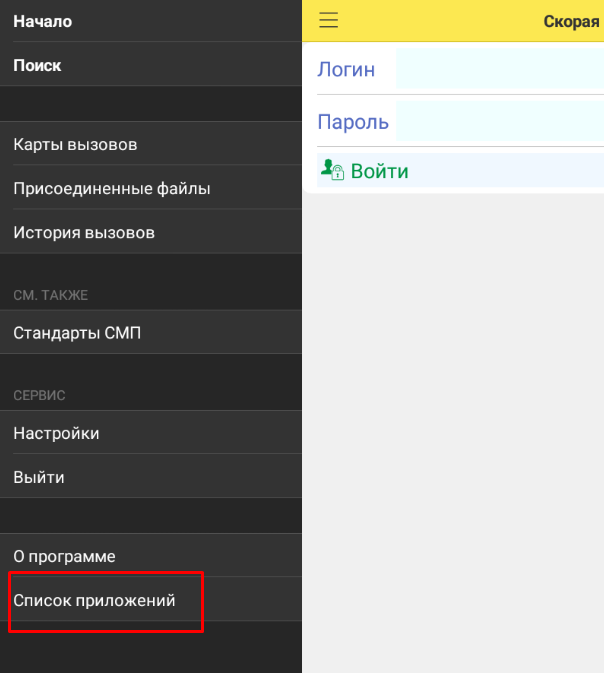 Начало
Поиск
Карты вызовов
Присоединенные файлы
История вызовов
СМ. ТАКЖЕ
Стандарты СМП
СЕРВИС
Настройки
Выйти
О программе
Список приложений
Скорая
Логин
Пароль
Войти